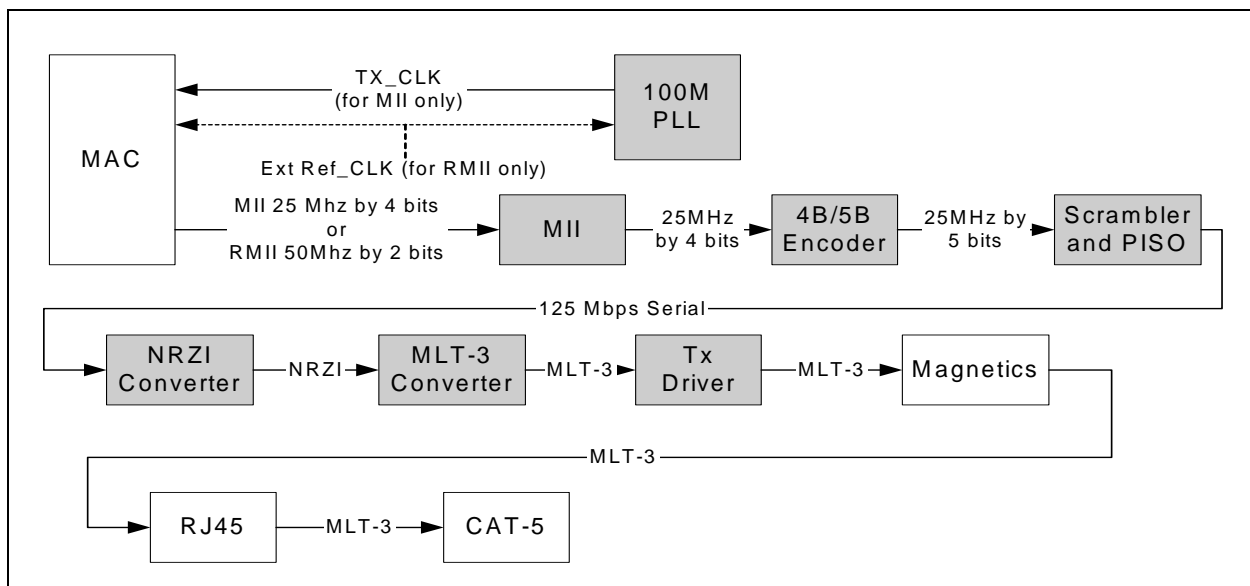 TX_CLK
(for MII only)
100M
PLL
MAC
Ext Ref_CLK (for RMII only)
MII 25 Mhz by 4 bits
or
RMII 50Mhz by 2 bits
MII
25MHz
by 4 bits
4B/5B
Encoder
25MHz by
5 bits
Scrambler
and PISO
125 Mbps Serial
NRZI
Converter
NRZI
MLT-3
Converter
MLT-3
Tx
Driver
MLT-3
Magnetics
MLT-3
RJ45
MLT-3
CAT-5